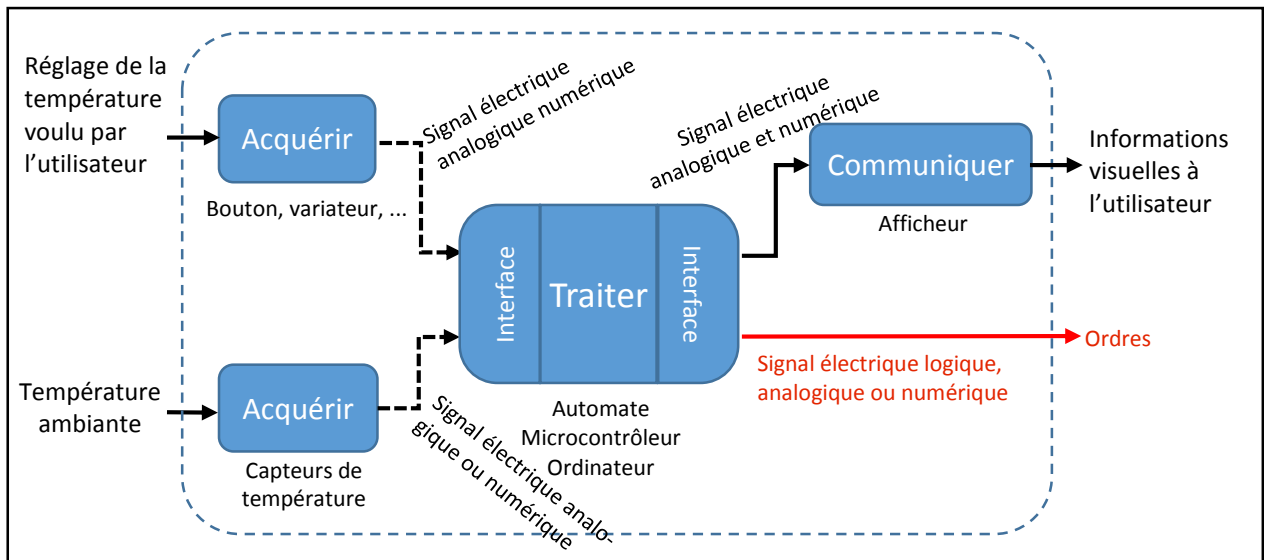 Réglage de la
température
voulu par
l’utilisateur
Acquérir
Bouton, variateur, ...
Signal électrique
analogique numérique
Signal électrique
analogique et numérique
Communiquer
Afficheur
Informations
visuelles à
l’utilisateur
Interface
Traiter
Interface
Automate
Microcontrôleur
Ordinateur
Ordres
Signal électrique logique,
analogique ou numérique
Température
ambiante
Acquérir
Capteurs de
température
Signal électrique analo-
gique ou numérique